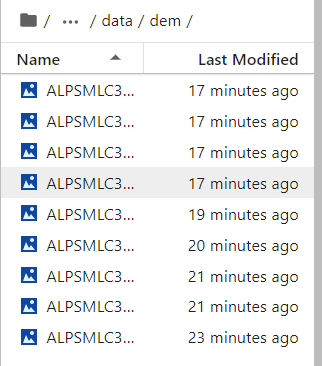 / ··· / data / dem /
Name Last Modified
ALPSMLC3... 17 minutes ago
ALPSMLC3... 17 minutes ago
ALPSMLC3... 17 minutes ago
ALPSMLC3... 17 minutes ago
ALPSMLC3... 19 minutes ago
ALPSMLC3... 20 minutes ago
ALPSMLC3... 21 minutes ago
ALPSMLC3... 21 minutes ago
ALPSMLC3... 23 minutes ago